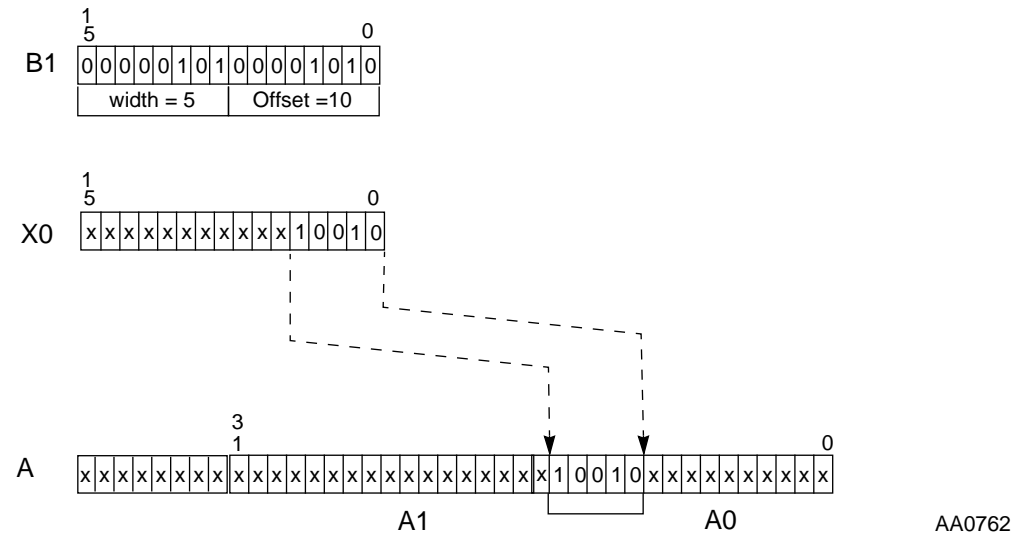 1
5 0
B1 0 0 0 0 0 1 0 1 0 0 0 0 1 0 1 0
width = 5 Offset =10
1
5 0
X0 x x x x x x x x x x x 1 0 0 1 0
3
1 0
A x x x x x x x x x x x x x x x x x x x x x x x x x 1 0 0 1 0 x x x x x x x x x x
A1 A0
AA0762